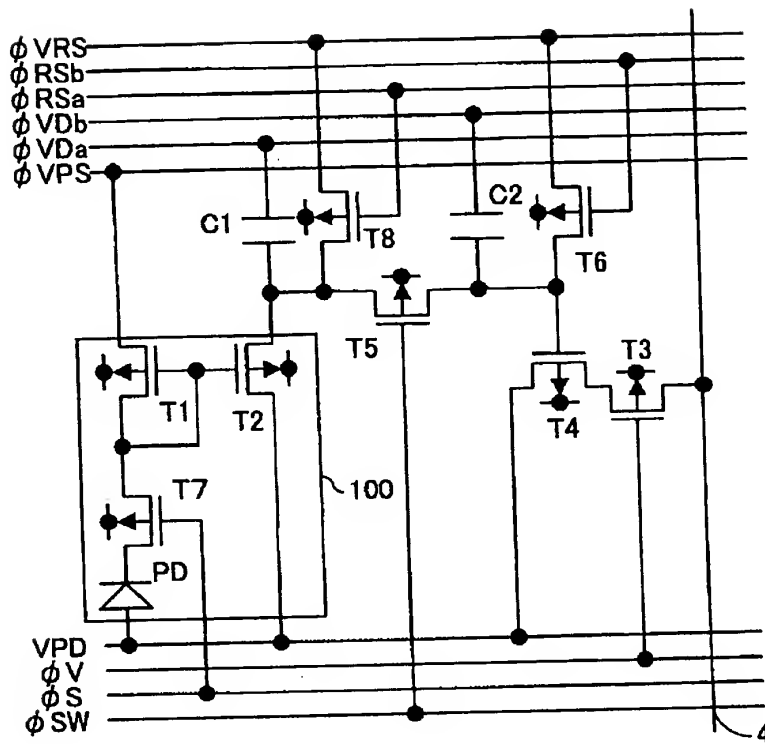 φVRS
φRSb
φRSa
φVDb
φVDa
φVPS
C1
T8
C2
T6
T5
T1
T2
T3
T4
T7
100
PD
VPD
φV
φS
φSW